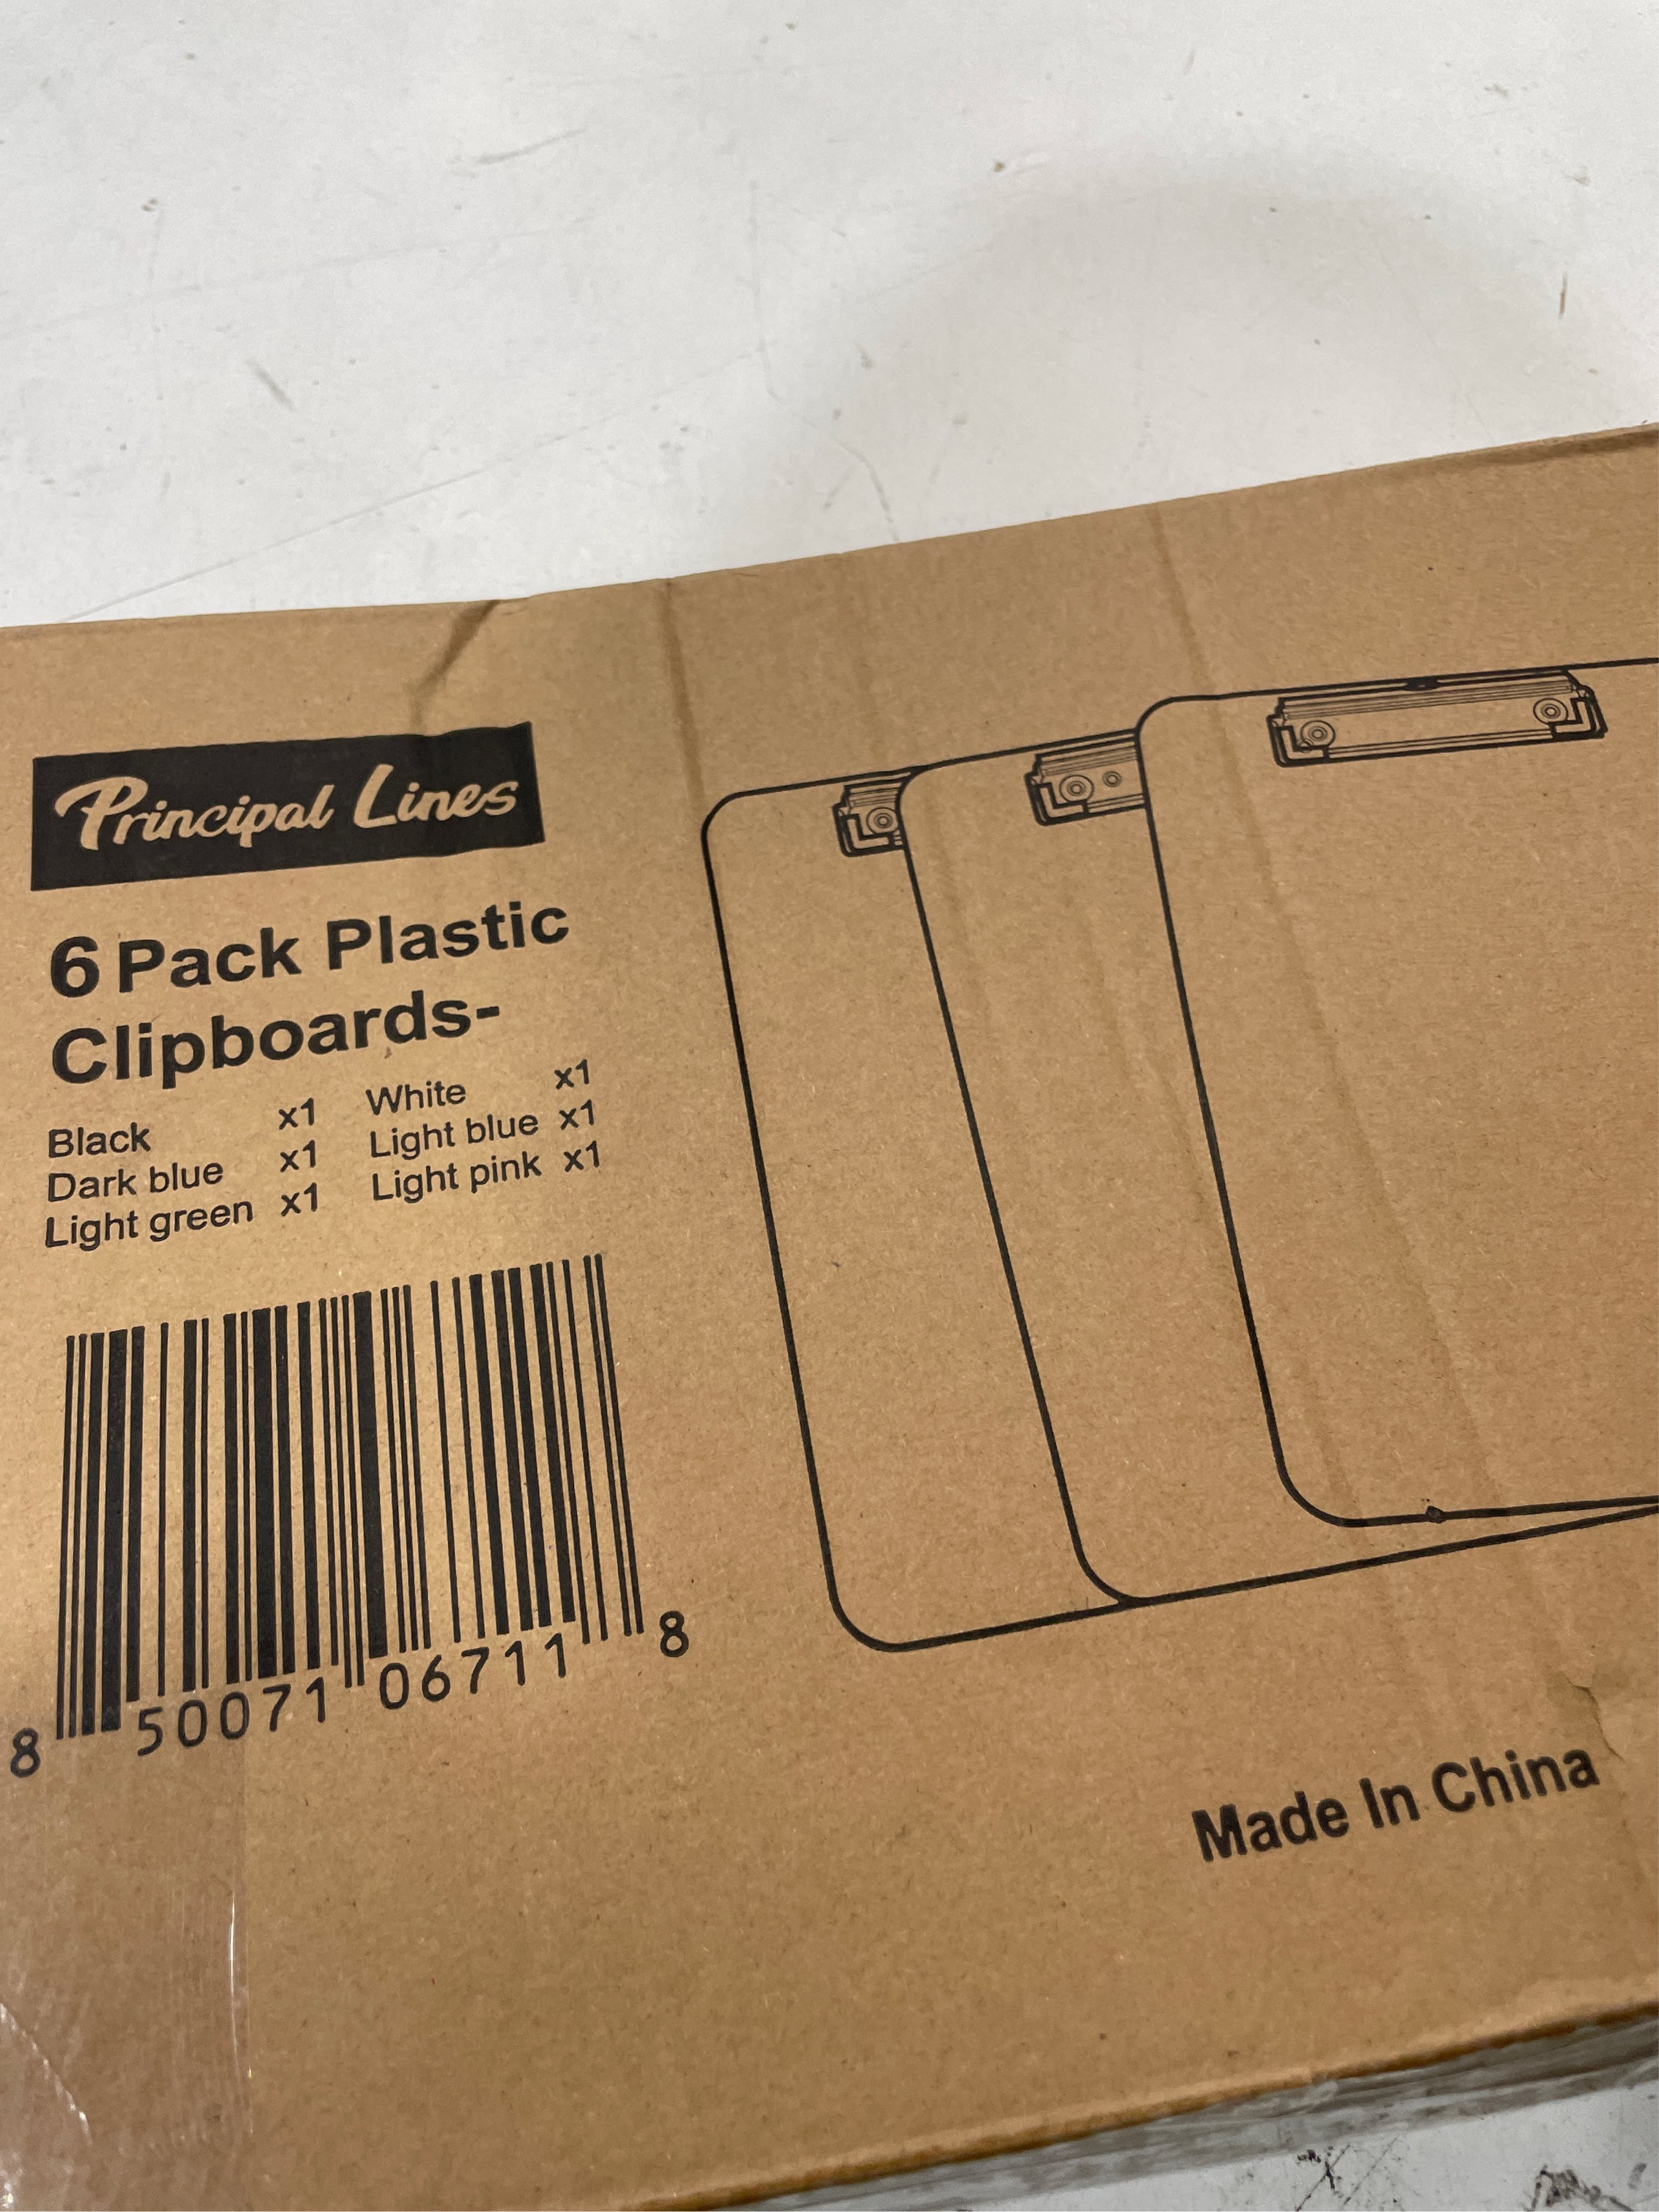 Principal Lines
6 Pack Plastic
Clipboards-
Black x1 White x1
Dark blue x1 Light blue x1
Light green x1 Light pink x1
8 50071 06711 8
Made In China